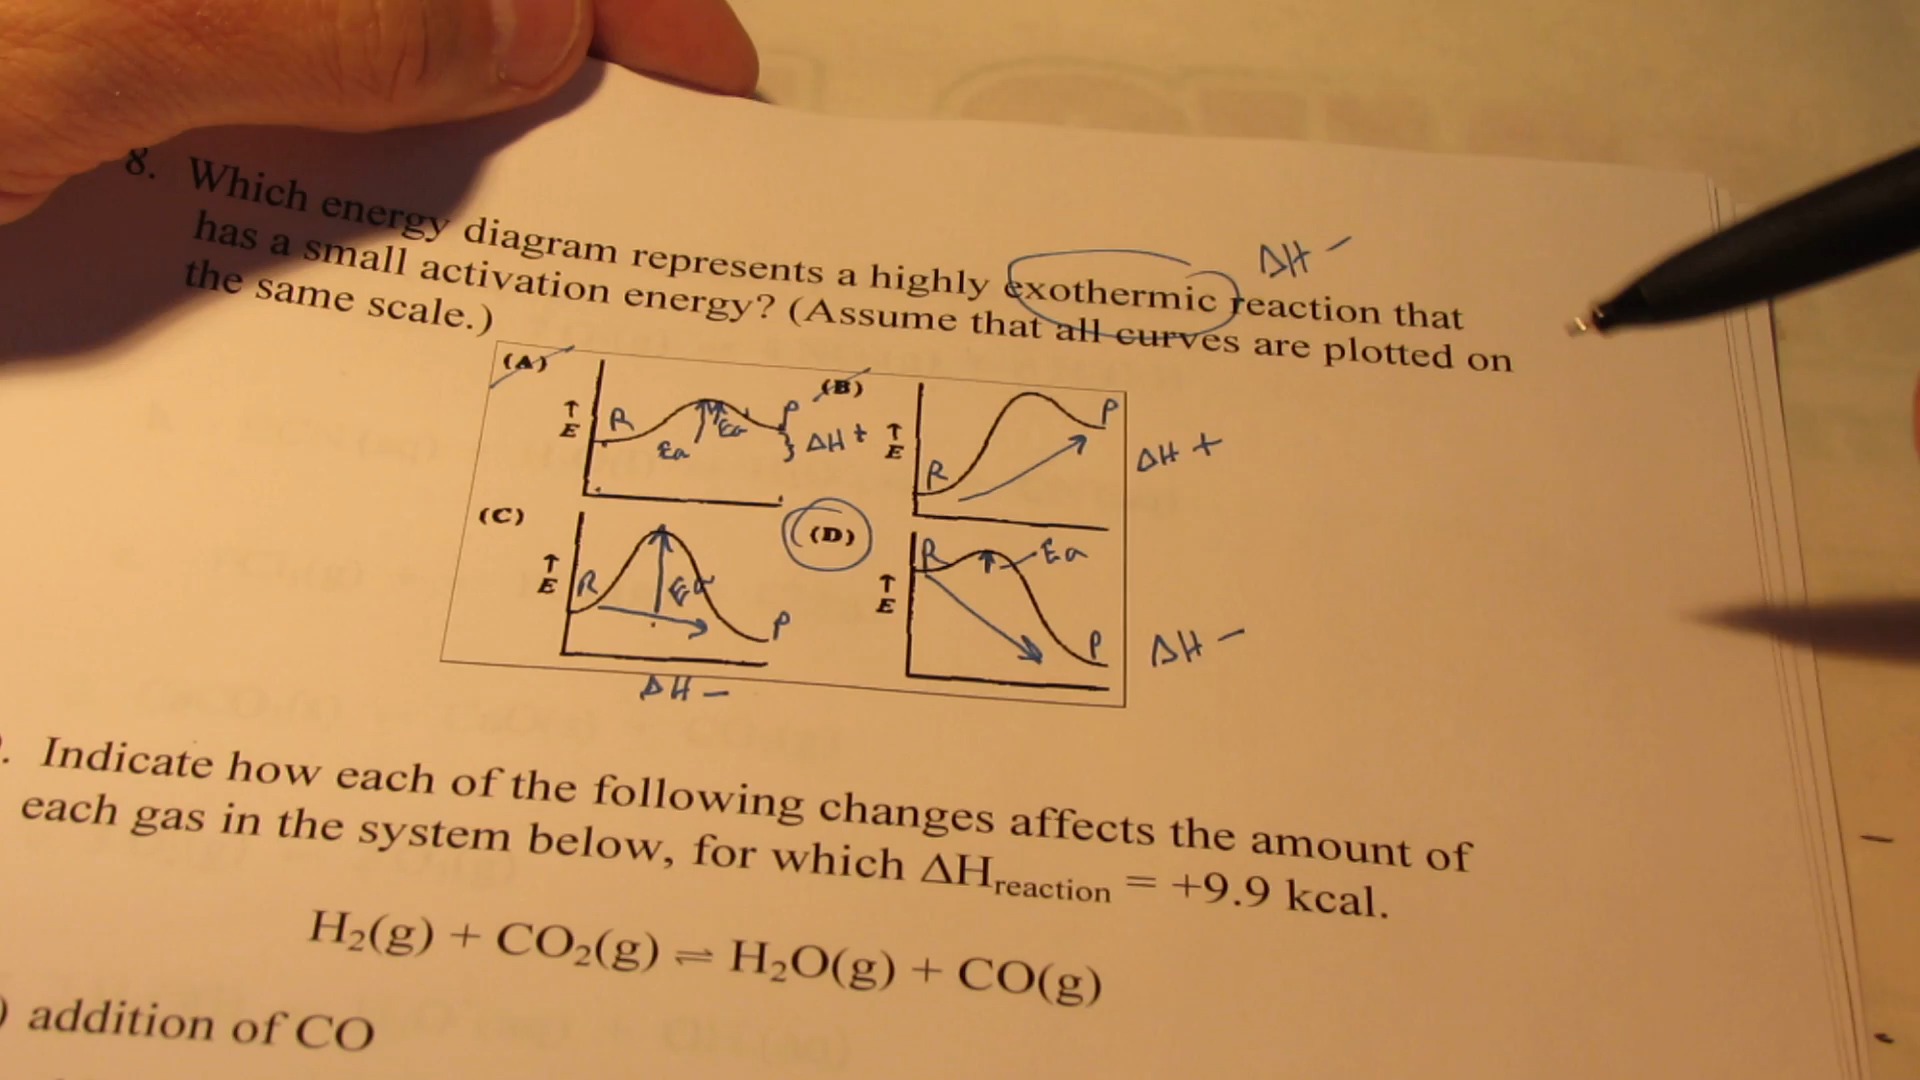 8. Which energy diagram represents a highly exothermic reaction that
ΔH −
has a small activation energy? (Assume that all curves are plotted on
the same scale.)
(A)
↑
E
R
Ea
Ea
P
ΔH +
(B)
↑
E
R
P
ΔH +
(C)
↑
E
R
Ea
P
ΔH −
(D)
↑
E
R
Ea
P
ΔH −
. Indicate how each of the following changes affects the amount of
each gas in the system below, for which ΔHreaction = +9.9 kcal.
H₂(g) + CO₂(g) ⇌ H₂O(g) + CO(g)
) addition of CO